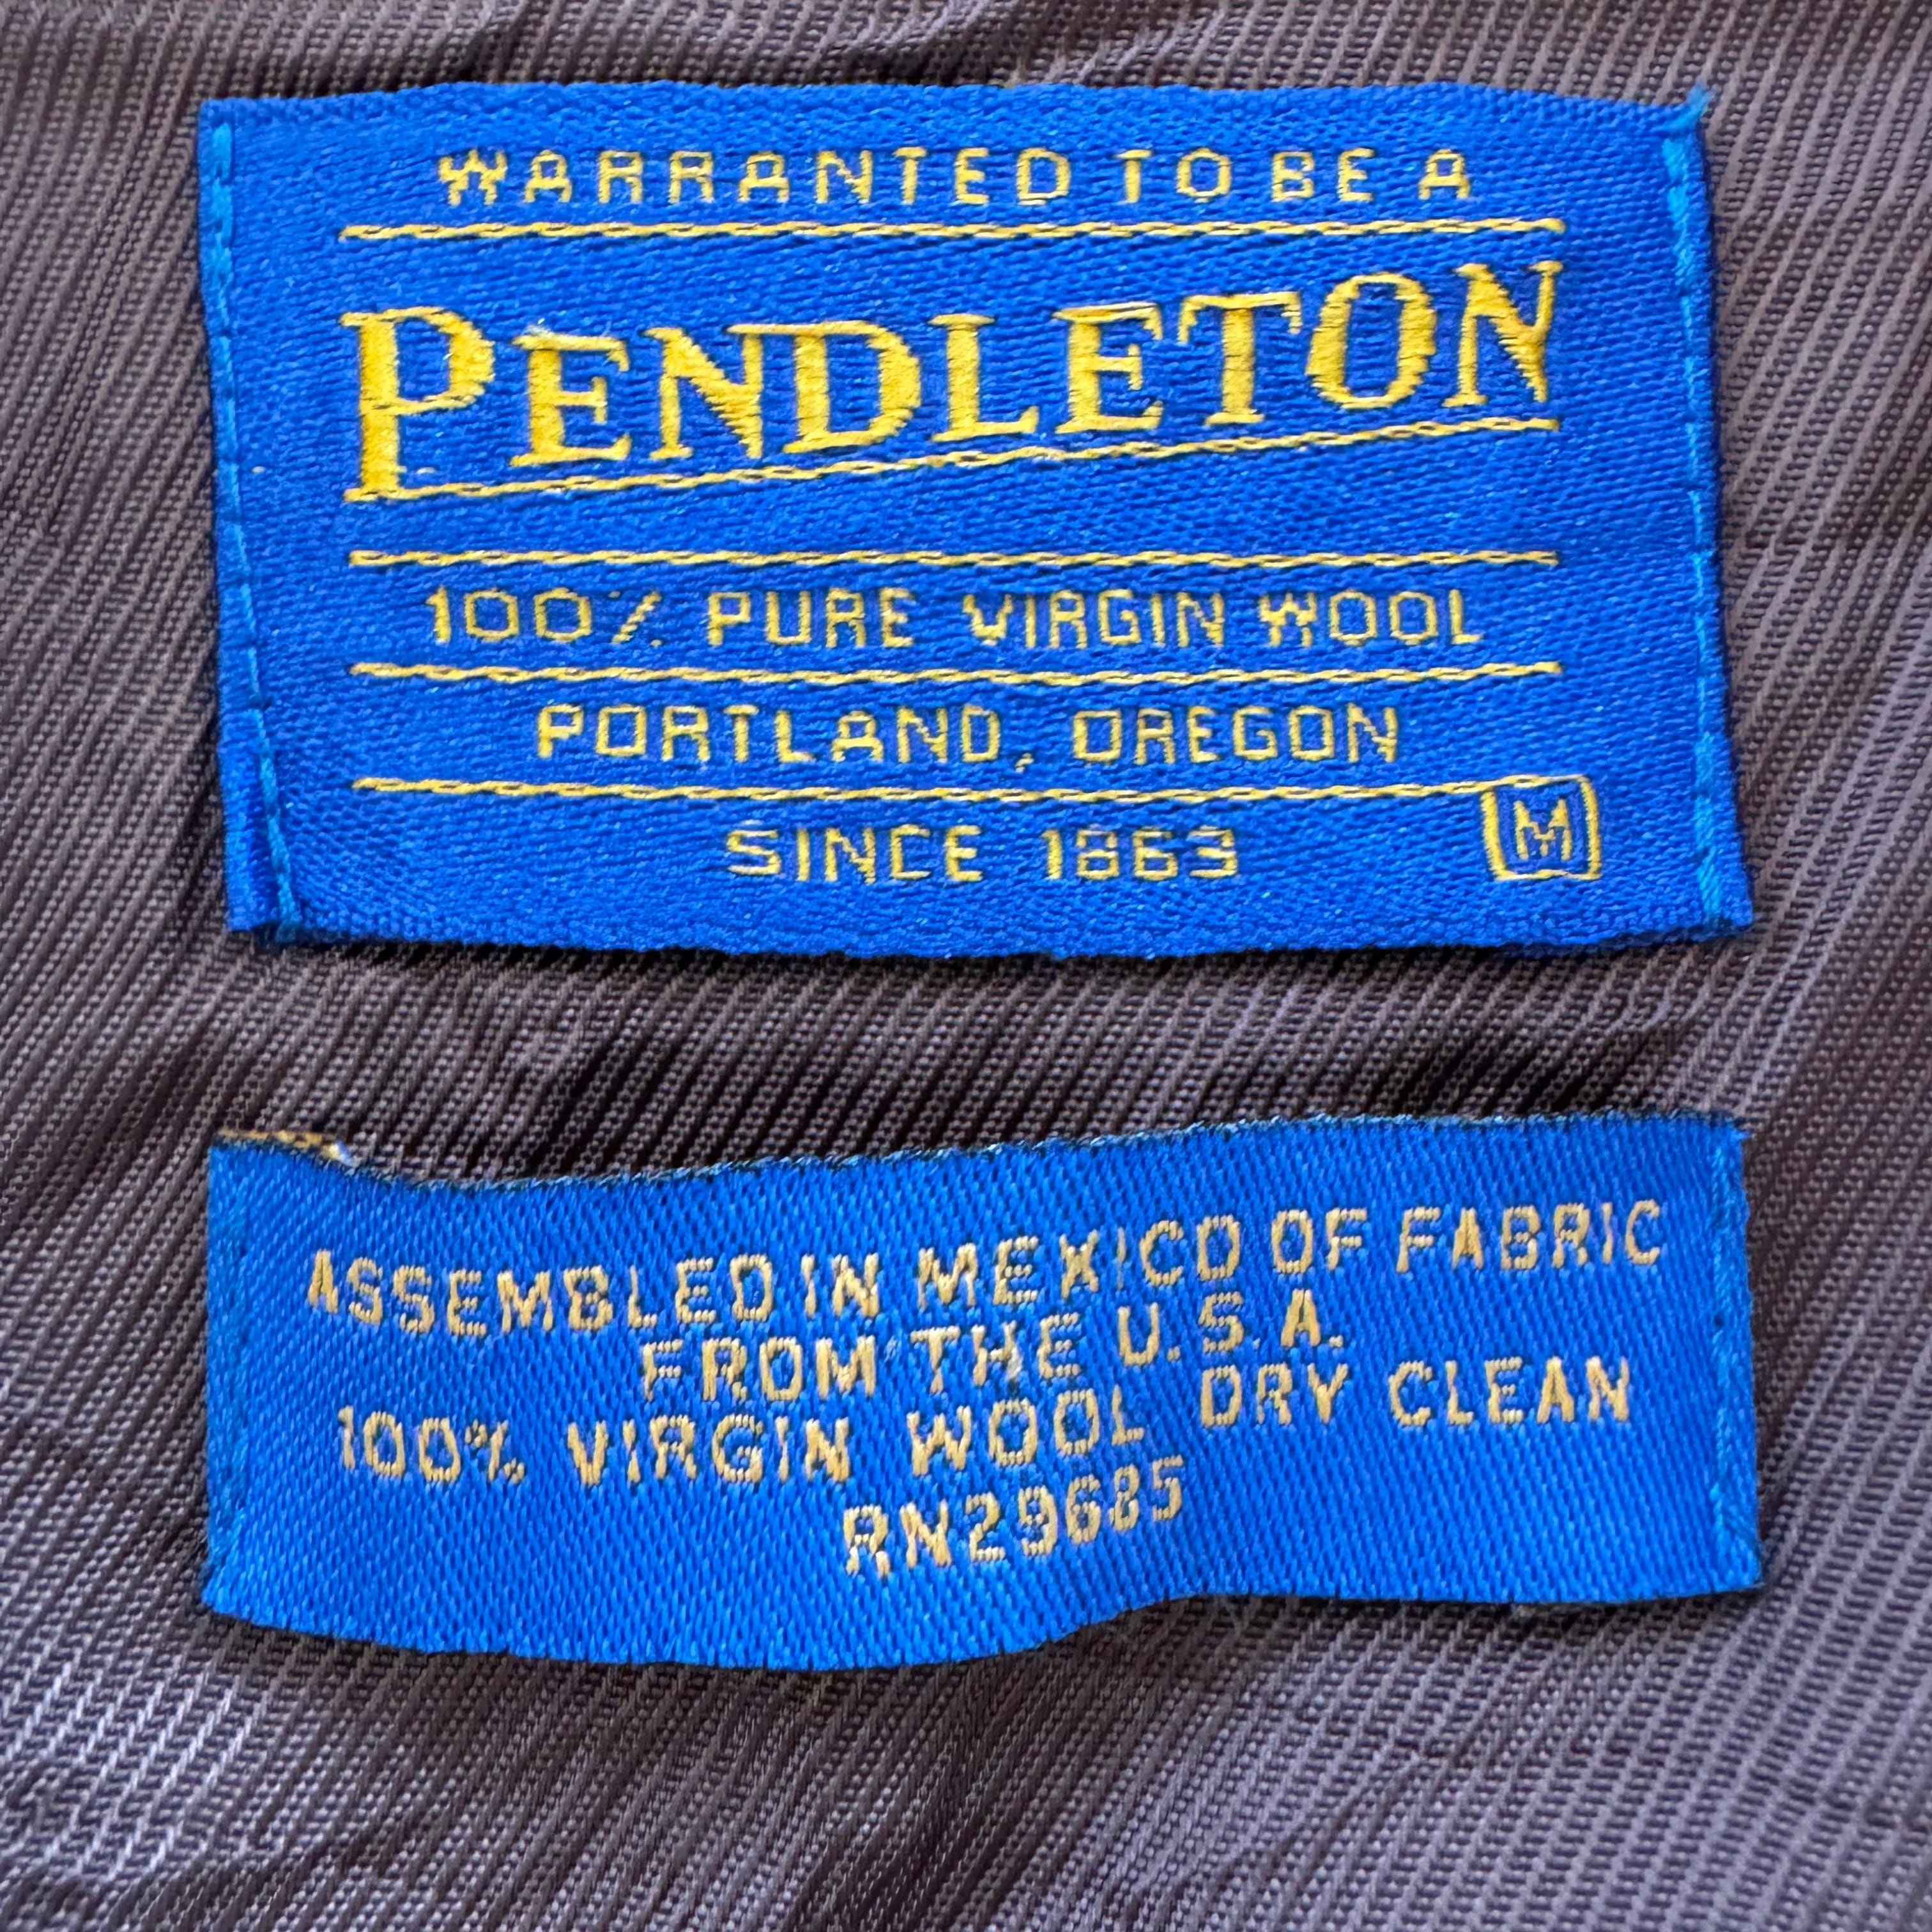 WARRANTED TO BE A
PENDLETON
100% PURE VIRGIN WOOL
PORTLAND, OREGON
SINCE 1863
M
ASSEMBLED IN MEXICO OF FABRIC
FROM THE U.S.A.
100% VIRGIN WOOL DRY CLEAN
RN29685